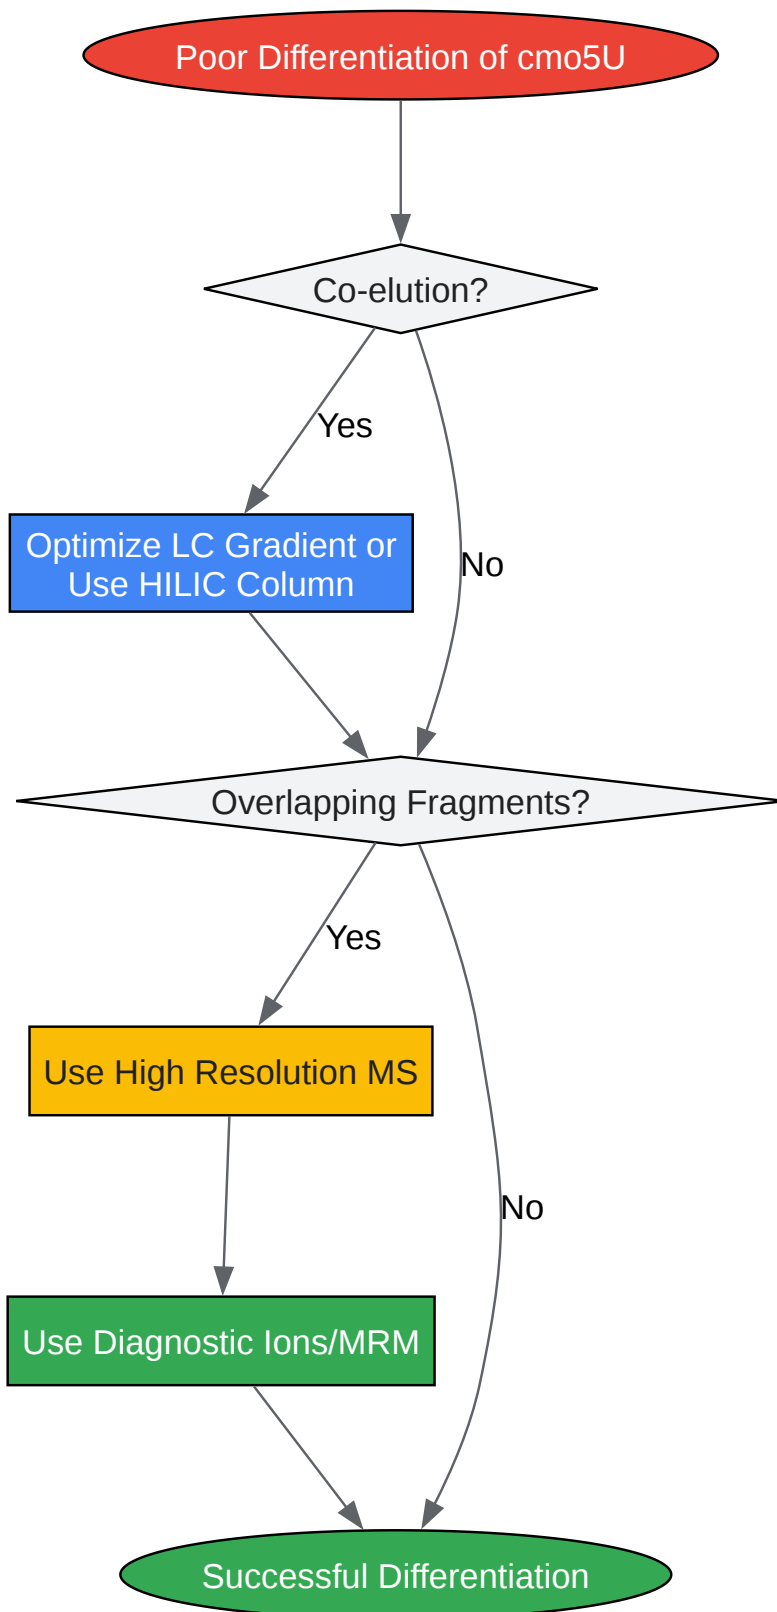 Poor Differentiation of cmo5U
Co-elution?
Yes
Optimize LC Gradient or
Use HILIC Column
No
Overlapping Fragments?
Yes
Use High Resolution MS
No
Use Diagnostic Ions/MRM
Successful Differentiation